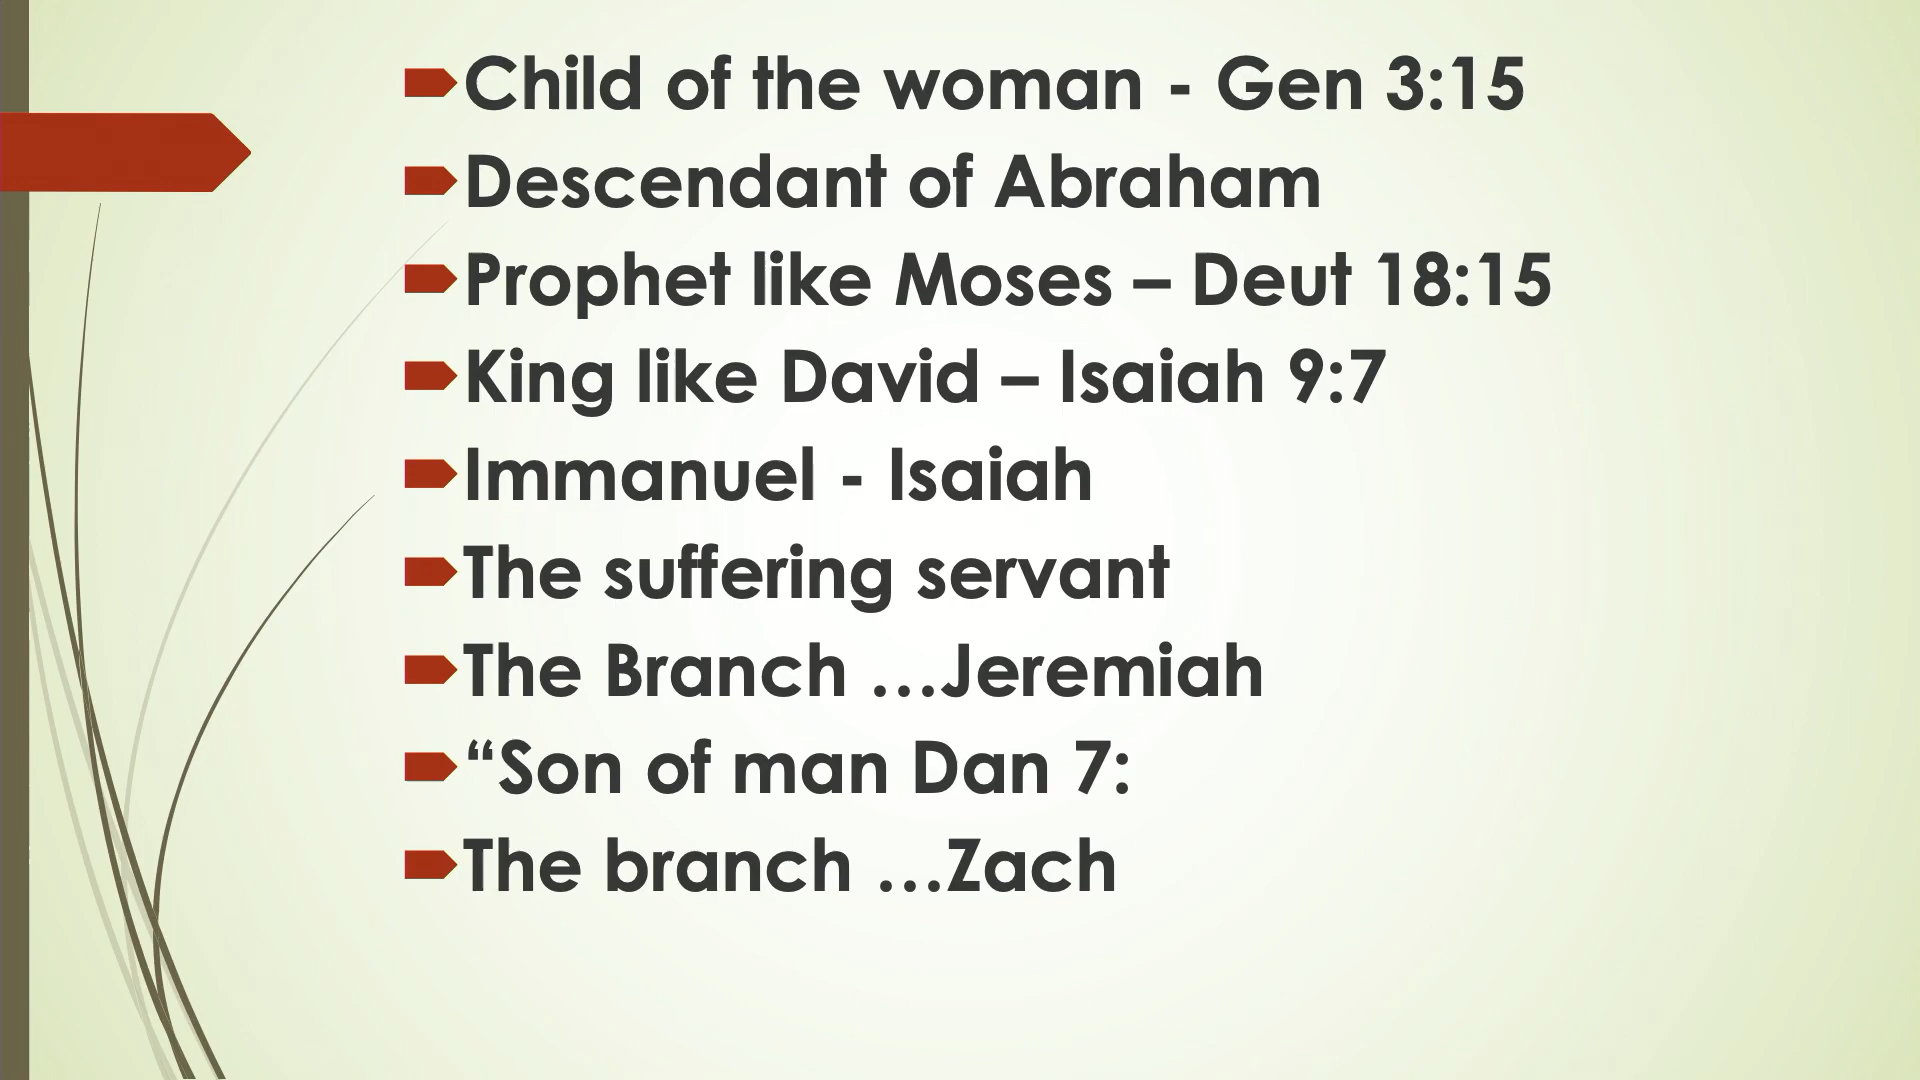 Child of the woman - Gen 3:15
Descendant of Abraham
Prophet like Moses – Deut 18:15
King like David – Isaiah 9:7
Immanuel - Isaiah
The suffering servant
The Branch …Jeremiah
“Son of man Dan 7:
The branch …Zach